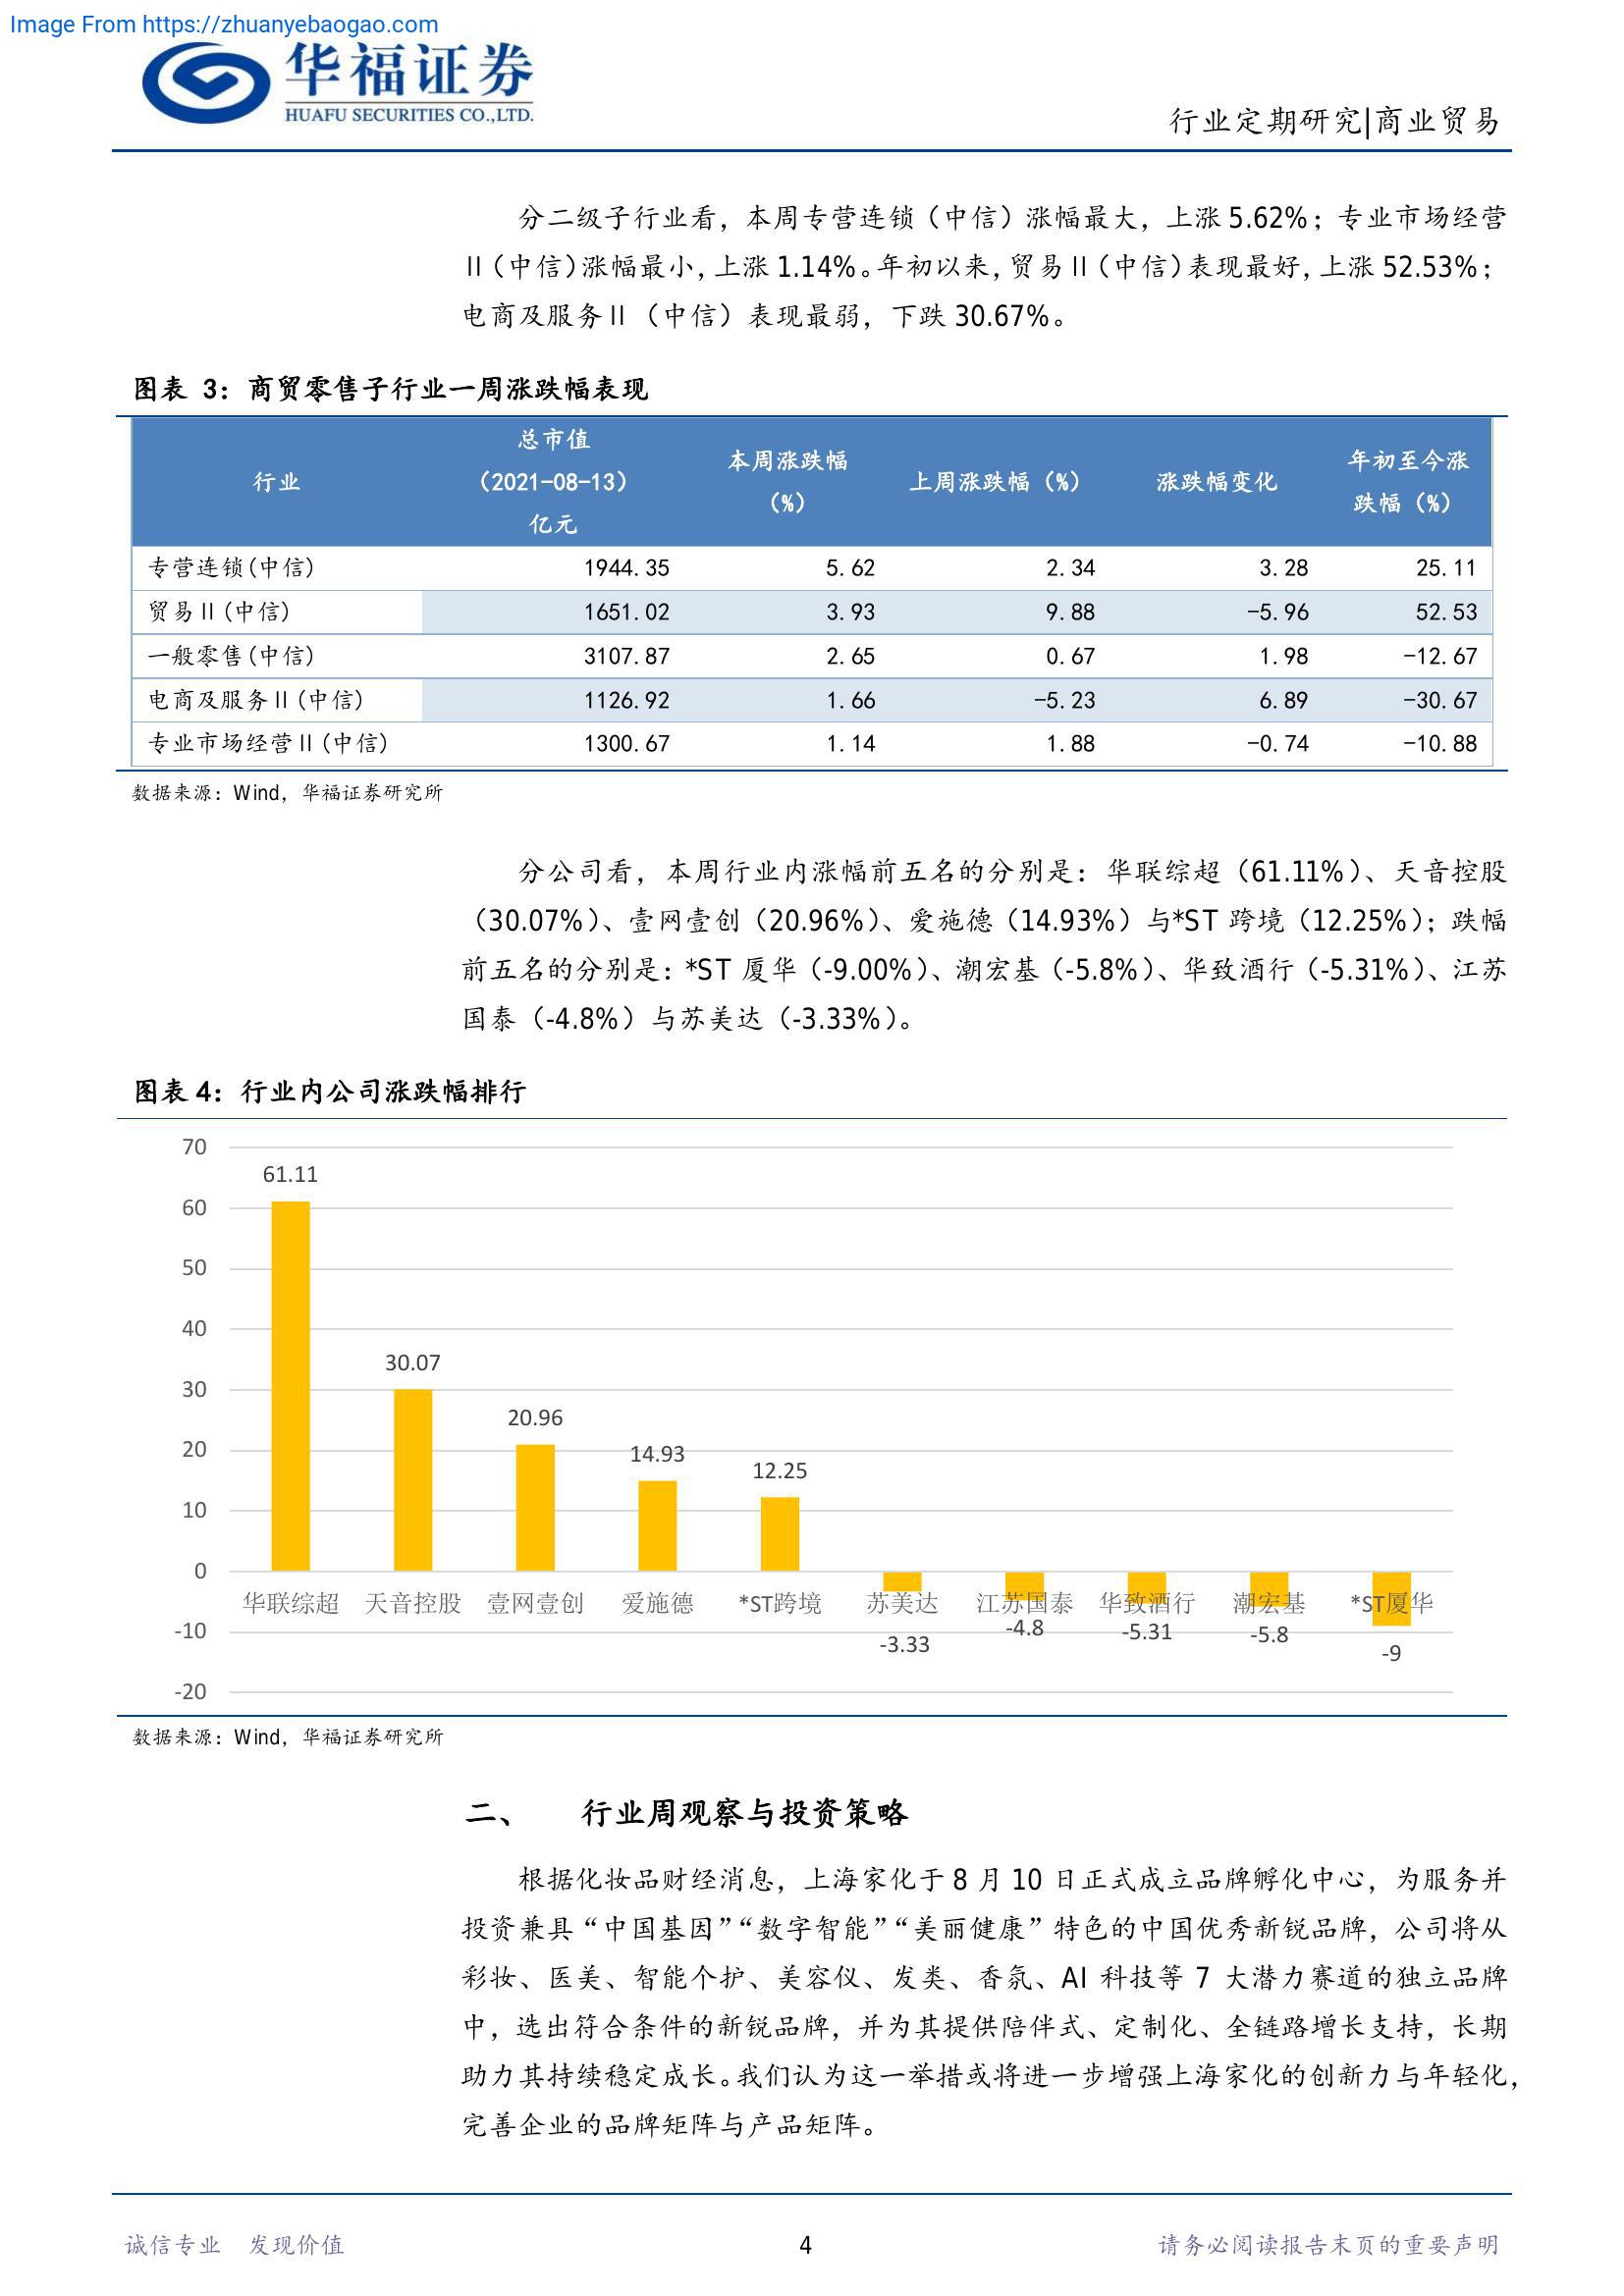 Image From https://zhuanyebaogao.com
华福证券
HUAFU SECURITIES CO.,LTD.
行业定期研究|商业贸易
分二级子行业看，本周专营连锁（中信）涨幅最大，上涨 5.62%；专业市场经营
Ⅱ（中信）涨幅最小，上涨 1.14%。年初以来，贸易Ⅱ（中信）表现最好，上涨 52.53%；
电商及服务Ⅱ（中信）表现最弱，下跌 30.67%。
图表 3：商贸零售子行业一周涨跌幅表现
行业 总市值（2021-08-13）亿元 本周涨跌幅（%） 上周涨跌幅（%） 涨跌幅变化 年初至今涨跌幅（%）
专营连锁(中信) 1944.35 5.62 2.34 3.28 25.11
贸易Ⅱ(中信) 1651.02 3.93 9.88 -5.96 52.53
一般零售(中信) 3107.87 2.65 0.67 1.98 -12.67
电商及服务Ⅱ(中信) 1126.92 1.66 -5.23 6.89 -30.67
专业市场经营Ⅱ(中信) 1300.67 1.14 1.88 -0.74 -10.88
数据来源：Wind，华福证券研究所
分公司看，本周行业内涨幅前五名的分别是：华联综超（61.11%）、天音控股
（30.07%）、壹网壹创（20.96%）、爱施德（14.93%）与*ST 跨境（12.25%）；跌幅
前五名的分别是：*ST 厦华（-9.00%）、潮宏基（-5.8%）、华致酒行（-5.31%）、江苏
国泰（-4.8%）与苏美达（-3.33%）。
图表 4：行业内公司涨跌幅排行
70
61.11
60
50
40
30.07
30
20.96
20
14.93
12.25
10
0
华联综超 天音控股 壹网壹创 爱施德 *ST跨境 苏美达 江苏国泰 华致酒行 潮宏基 *ST厦华
-10
-3.33 -4.8 -5.31 -5.8 -9
-20
数据来源：Wind，华福证券研究所
二、 行业周观察与投资策略
根据化妆品财经消息，上海家化于 8 月 10 日正式成立品牌孵化中心，为服务并
投资兼具“中国基因”“数字智能”“美丽健康”特色的中国优秀新锐品牌，公司将从
彩妆、医美、智能个护、美容仪、发类、香氛、AI 科技等 7 大潜力赛道的独立品牌
中，选出符合条件的新锐品牌，并为其提供陪伴式、定制化、全链路增长支持，长期
助力其持续稳定成长。我们认为这一举措或将进一步增强上海家化的创新力与年轻化，
完善企业的品牌矩阵与产品矩阵。
诚信专业 发现价值
4
请务必阅读报告末页的重要声明